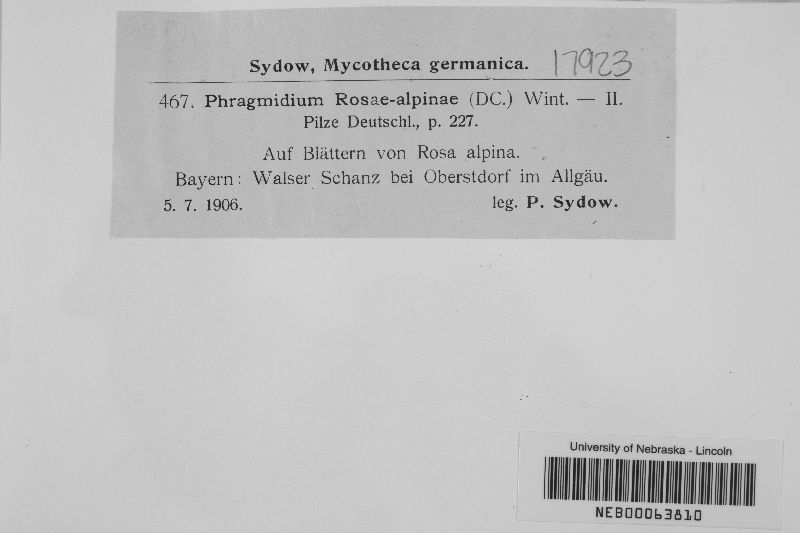 Sydow, Mycotheca germanica. 17923
467. Phragmidium Rosae-alpinae (DC.) Wint. — II.
Pilze Deutschl., p. 227.
Auf Blättern von Rosa alpina.
Bayern: Walser Schanz bei Oberstdorf im Allgäu.
5. 7. 1906. leg. P. Sydow.
University of Nebraska - Lincoln
NEB00063810